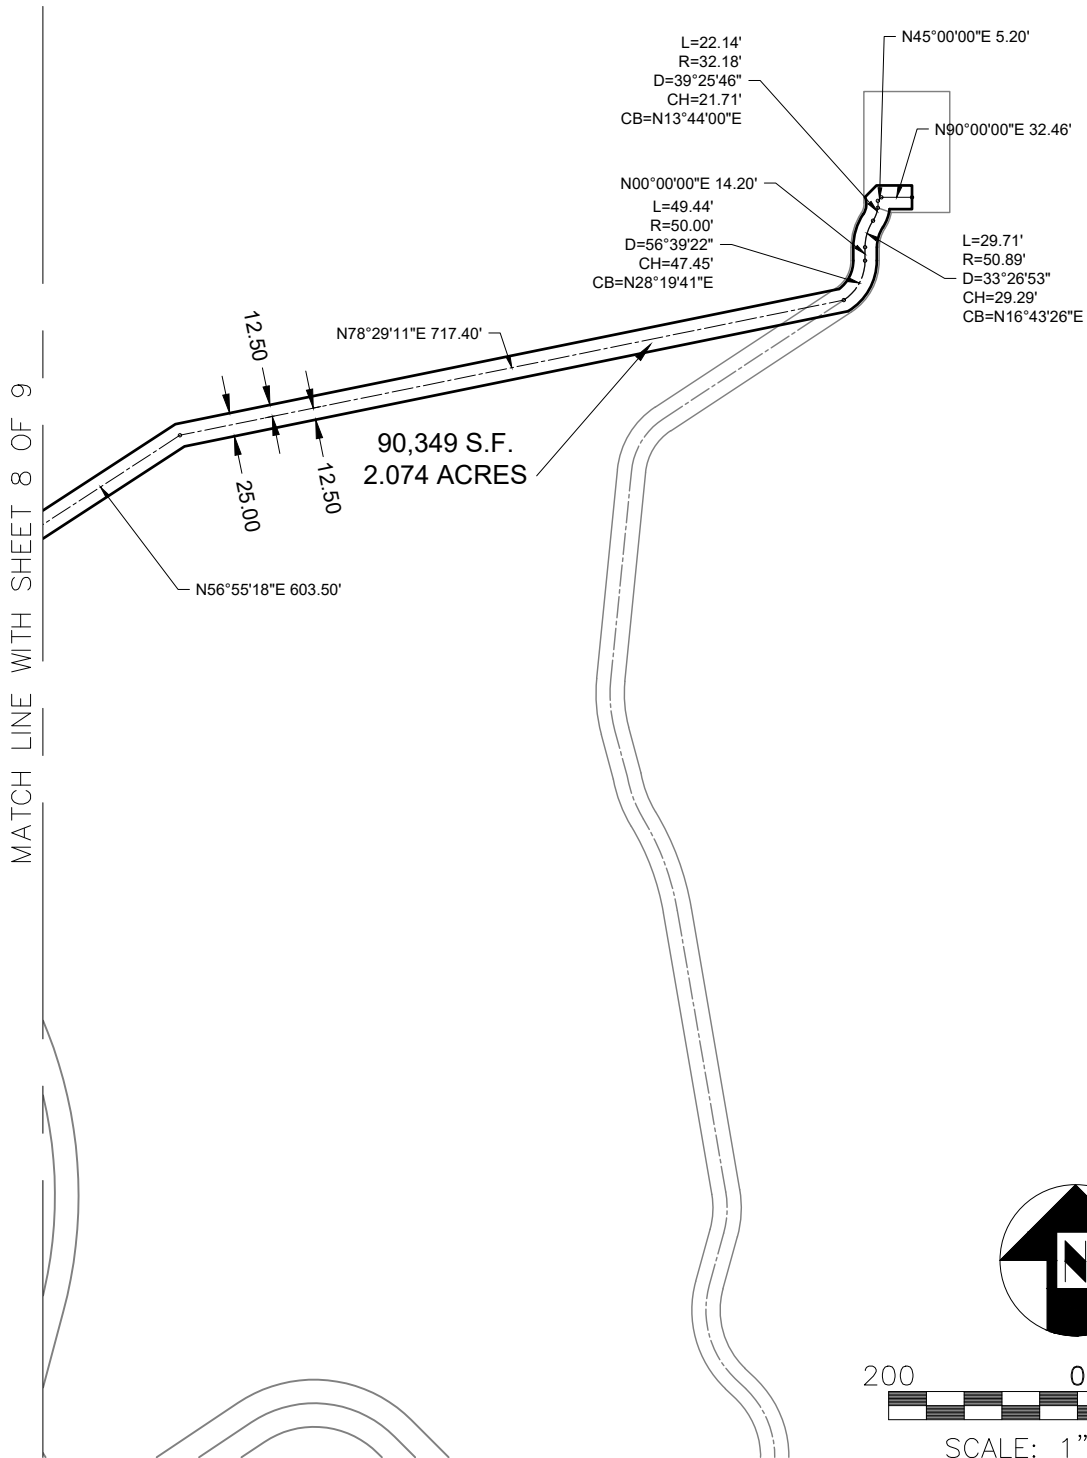 L=22.14'
R=32.18'
D=39°25'46"
CH=21.71'
CB=N13°44'00"E
N45°00'00"E 5.20'
N90°00'00"E 32.46'
N00°00'00"E 14.20'
L=49.44'
R=50.00'
D=56°39'22"
CH=47.45'
CB=N28°19'41"E
L=29.71'
R=50.89'
D=33°26'53"
CH=29.29'
CB=N16°43'26"E
N78°29'11"E 717.40'
12.50
25.00
12.50
90,349 S.F.
2.074 ACRES
N56°55'18"E 603.50'
MATCH LINE WITH SHEET 8 OF 9
N
200 0
SCALE: 1"